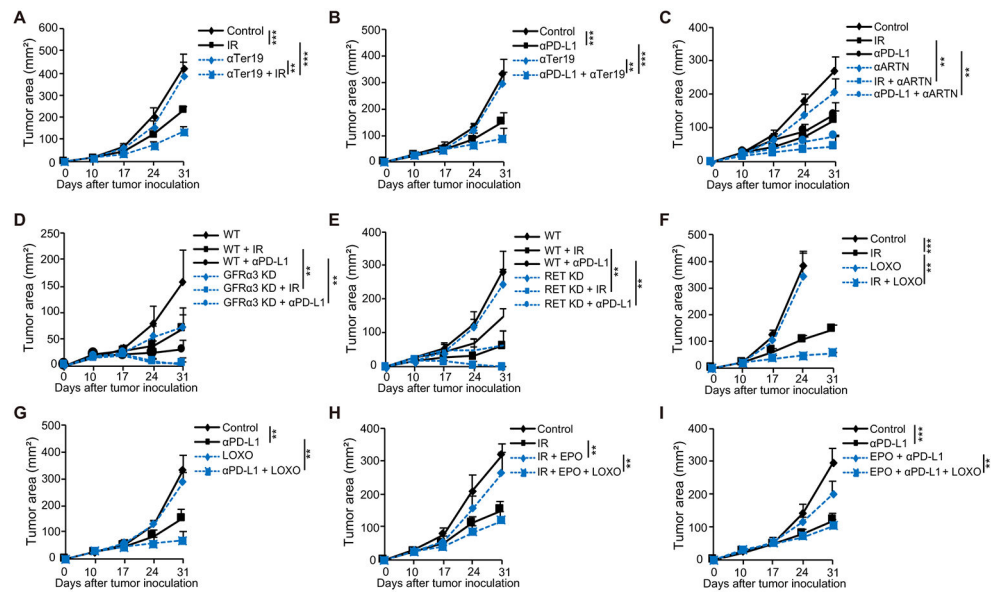 A
Tumor area (mm²)
600
500
400
300
200
100
0
0 10 17 24 31
Days after tumor inoculation
Control
IR
αTer19
αTer19 + IR
***
**
***
B
Tumor area (mm²)
500
400
300
200
100
0
0 10 17 24 31
Days after tumor inoculation
Control
αPD-L1
αTer19
αPD-L1 + αTer19
***
**
***
C
Tumor area (mm²)
400
300
200
100
0
0 10 17 24 31
Days after tumor inoculation
Control
IR
αPD-L1
αARTN
IR + αARTN
αPD-L1 + αARTN
**
**
D
Tumor area (mm²)
250
200
150
100
50
0
0 10 17 24 31
Days after tumor inoculation
WT
WT + IR
WT + αPD-L1
GFRα3 KD
GFRα3 KD + IR
GFRα3 KD + αPD-L1
**
**
E
Tumor area (mm²)
400
300
200
100
0
0 10 17 24 31
Days after tumor inoculation
WT
WT + IR
WT + αPD-L1
RET KD
RET KD + IR
RET KD + αPD-L1
**
**
F
Tumor area (mm²)
500
400
300
200
100
0
0 10 17 24 31
Days after tumor inoculation
Control
IR
LOXO
IR + LOXO
***
**
G
Tumor area (mm²)
500
400
300
200
100
0
0 10 17 24 31
Days after tumor inoculation
Control
αPD-L1
LOXO
αPD-L1 + LOXO
**
**
H
Tumor area (mm²)
400
300
200
100
0
0 10 17 24 31
Days after tumor inoculation
Control
IR
IR + EPO
IR + EPO + LOXO
**
**
I
Tumor area (mm²)
400
300
200
100
0
0 10 17 24 31
Days after tumor inoculation
Control
αPD-L1
EPO + αPD-L1
EPO + αPD-L1 + LOXO
***
**